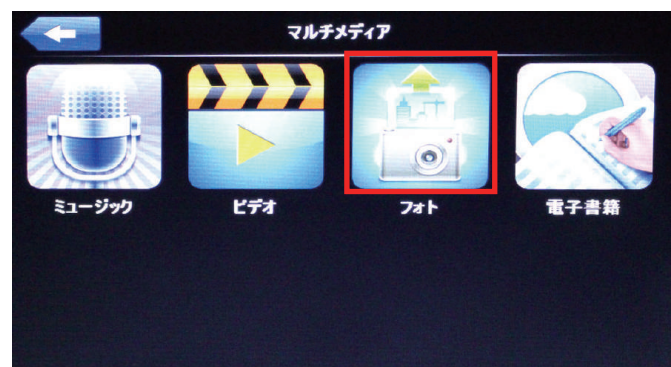 マルチメディア
ミュージック
ビデオ
フォト
電子書籍